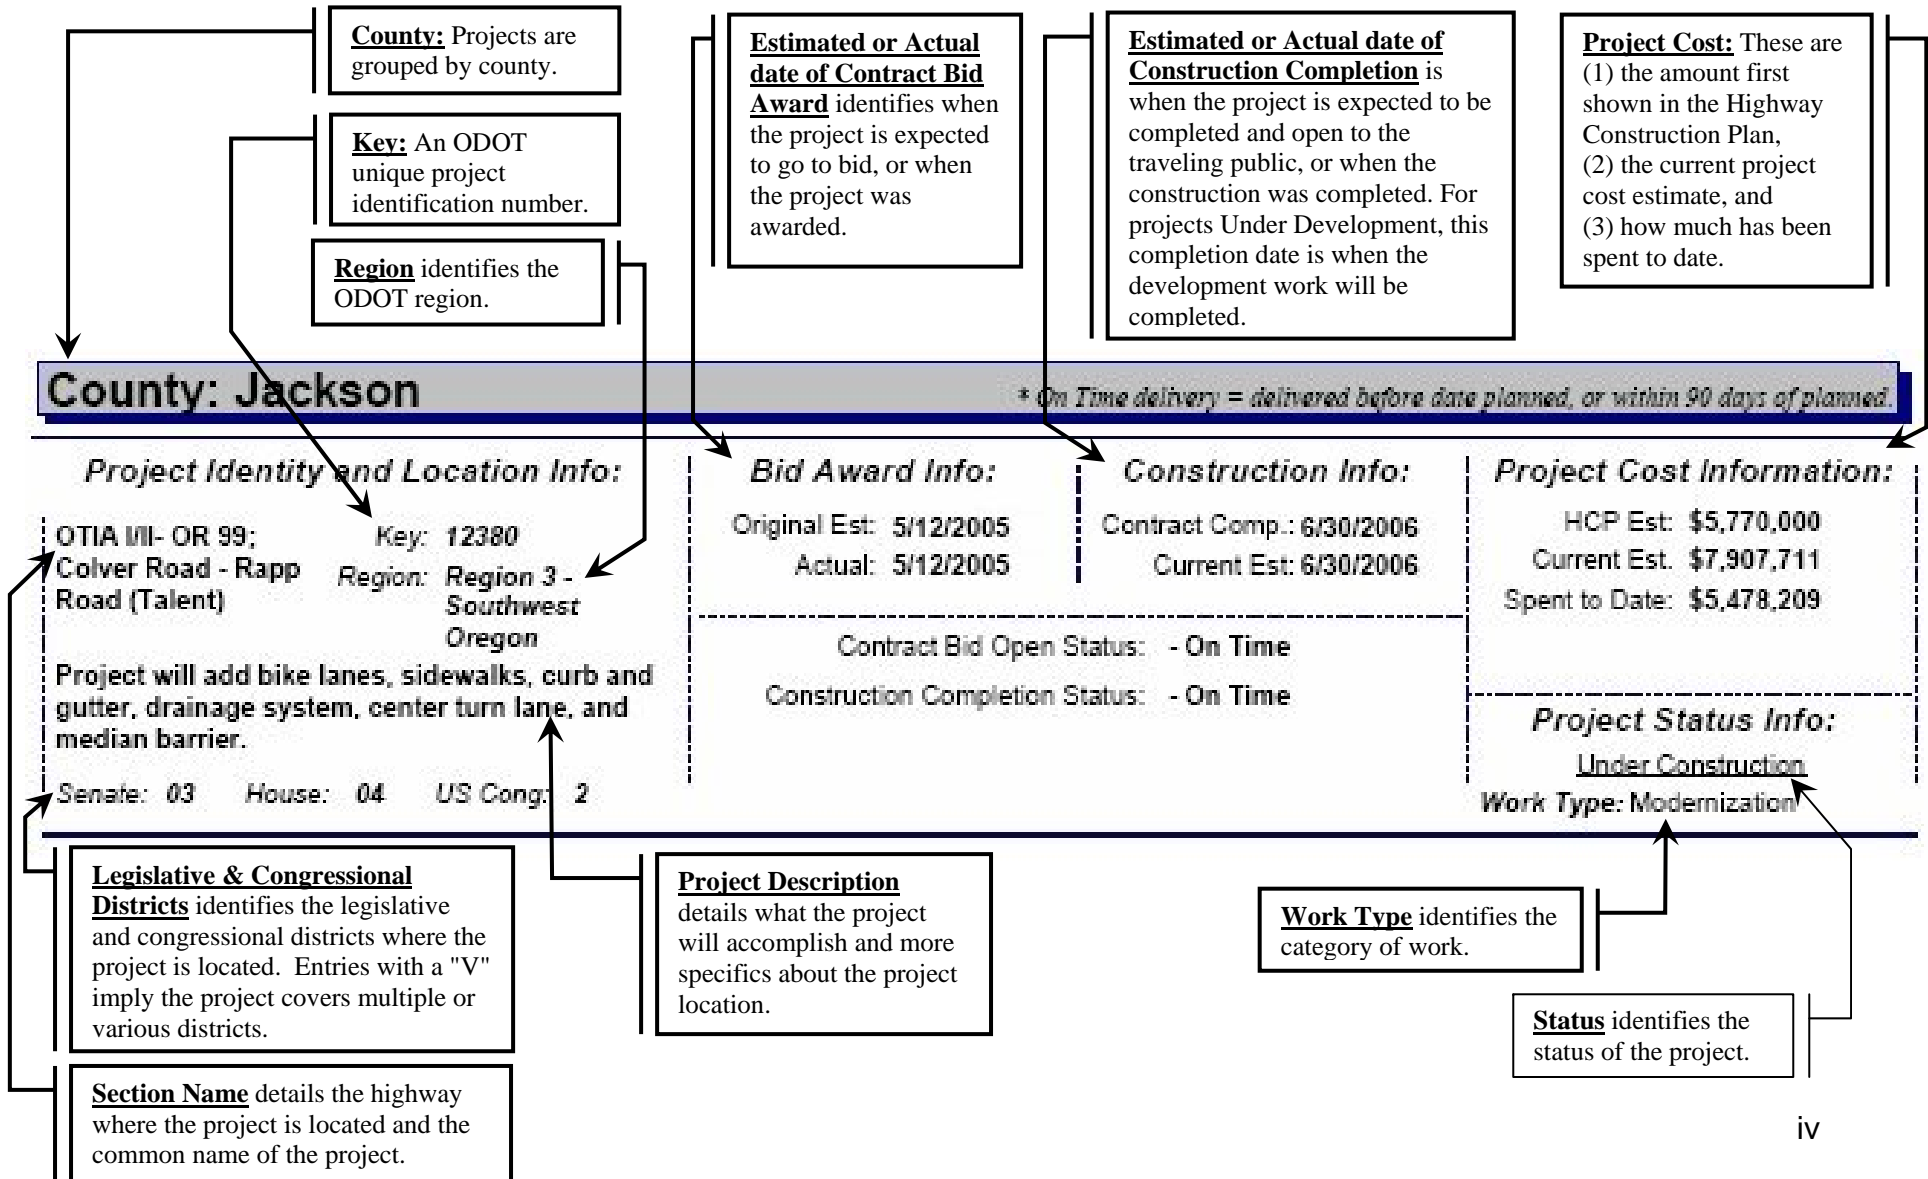 County: Projects are
grouped by county.
Key: An ODOT
unique project
identification number.
Region identifies the
ODOT region.
Estimated or Actual
date of Contract Bid
Award identifies when
the project is expected
to go to bid, or when
the project was
awarded.
Estimated or Actual date of
Construction Completion is
when the project is expected to be
completed and open to the
traveling public, or when the
construction was completed. For
projects Under Development, this
completion date is when the
development work will be
completed.
Project Cost: These are
(1) the amount first
shown in the Highway
Construction Plan,
(2) the current project
cost estimate, and
(3) how much has been
spent to date.
County: Jackson
* On Time delivery = delivered before date planned, or within 90 days of planned.
Project Identity and Location Info:
OTIA I/II- OR 99;
Colver Road - Rapp
Road (Talent)
Key: 12380
Region: Region 3 -
Southwest
Oregon
Project will add bike lanes, sidewalks, curb and
gutter, drainage system, center turn lane, and
median barrier.
Senate: 03 House: 04 US Cong: 2
Bid Award Info:
Original Est: 5/12/2005
Actual: 5/12/2005
Construction Info:
Contract Comp.: 6/30/2006
Current Est: 6/30/2006
Contract Bid Open Status: - On Time
Construction Completion Status: - On Time
Project Cost Information:
HCP Est: $5,770,000
Current Est. $7,907,711
Spent to Date: $5,478,209
Project Status Info:
Under Construction
Work Type: Modernization
Legislative & Congressional
Districts identifies the legislative
and congressional districts where the
project is located. Entries with a "V"
imply the project covers multiple or
various districts.
Section Name details the highway
where the project is located and the
common name of the project.
Project Description
details what the project
will accomplish and more
specifics about the project
location.
Work Type identifies the
category of work.
Status identifies the
status of the project.
iv